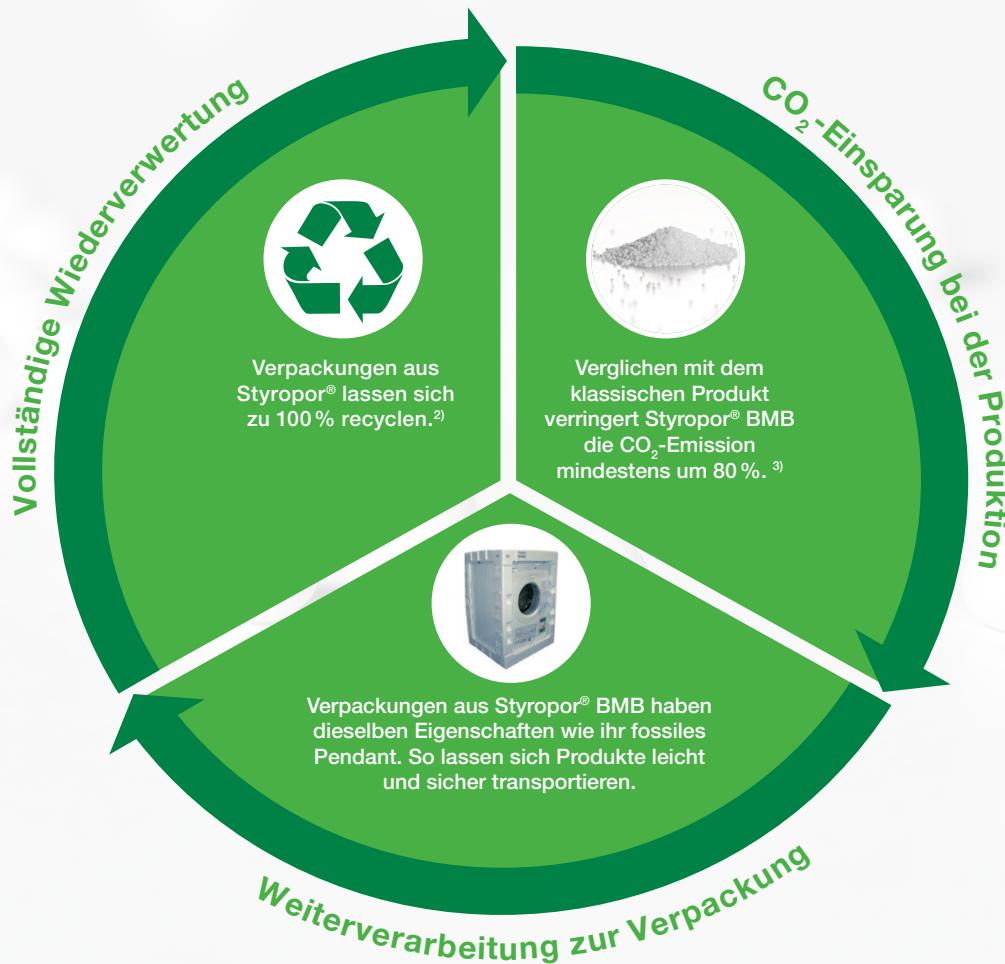 Vollständige Wiederverwertung
CO₂-Einsparung bei der Produktion
Verpackungen aus
Styropor® lassen sich
zu 100 % recyclen.²⁾
Verglichen mit dem
klassischen Produkt
verringert Styropor® BMB
die CO₂-Emission
mindestens um 80 %. ³⁾
Verpackungen aus Styropor® BMB haben
dieselben Eigenschaften wie ihr fossiles
Pendant. So lassen sich Produkte leicht
und sicher transportieren.
Weiterverarbeitung zur Verpackung